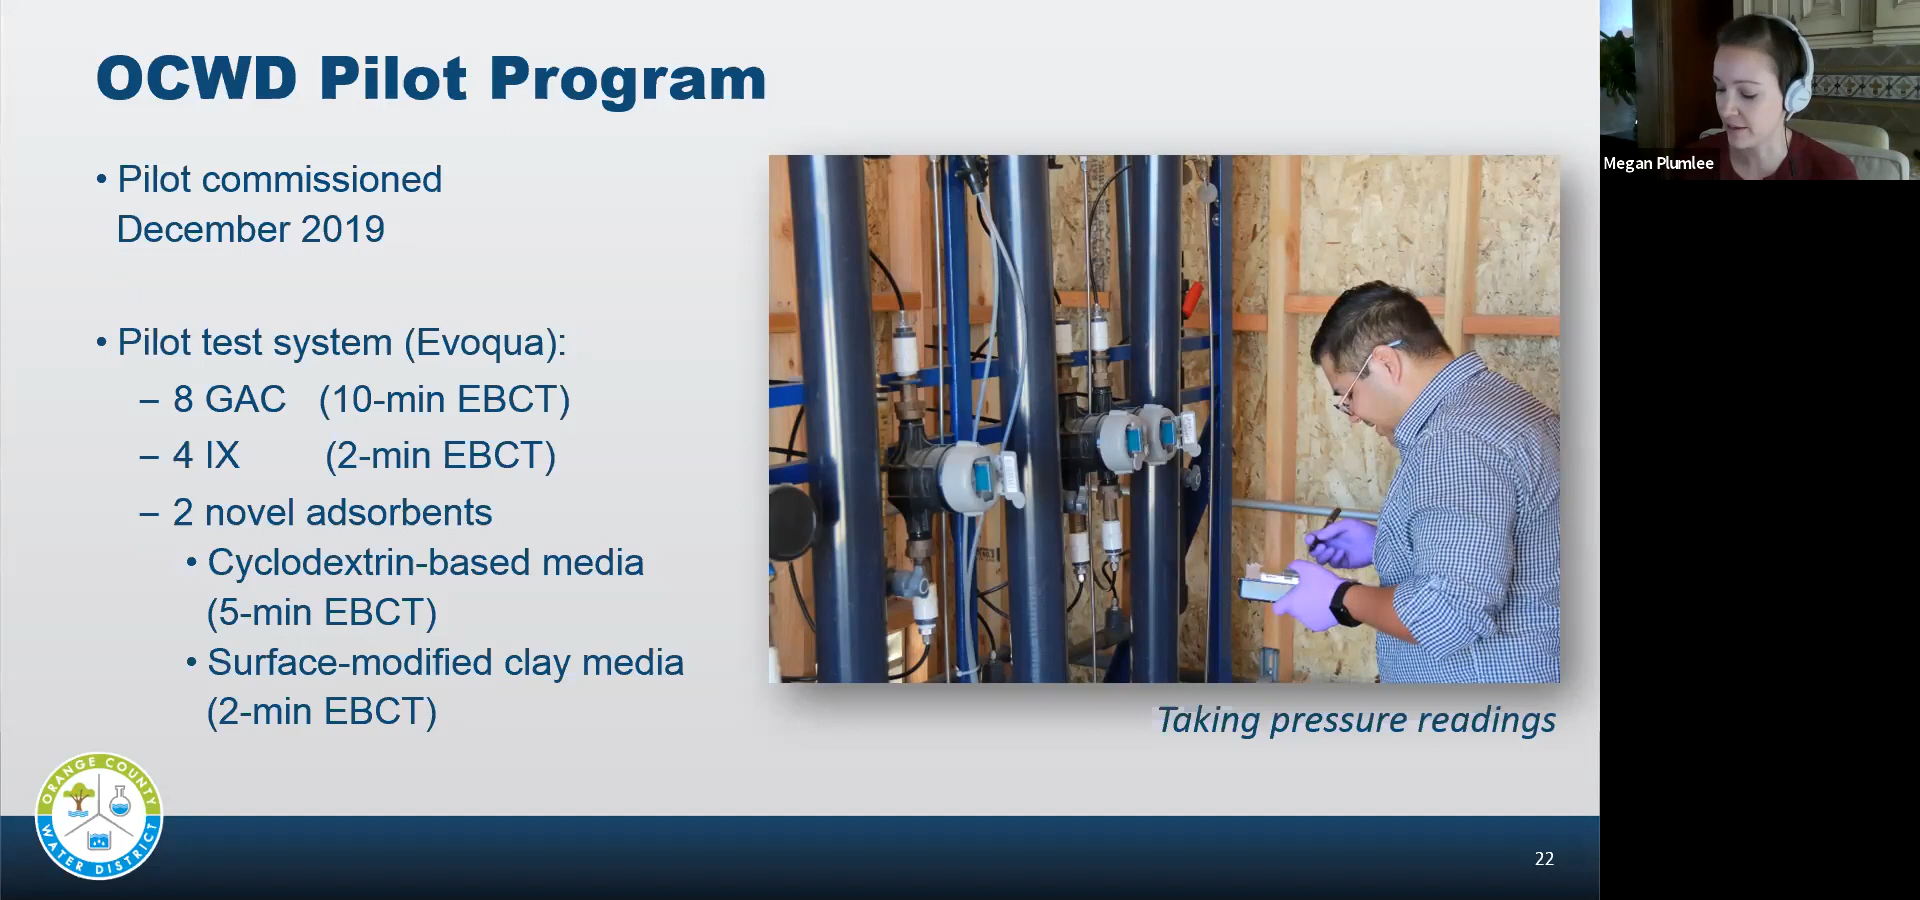 OCWD Pilot Program
• Pilot commissioned
December 2019
• Pilot test system (Evoqua):
– 8 GAC (10-min EBCT)
– 4 IX (2-min EBCT)
– 2 novel adsorbents
• Cyclodextrin-based media
(5-min EBCT)
• Surface-modified clay media
(2-min EBCT)
Taking pressure readings
ORANGE COUNTY
WATER DISTRICT
22
Megan Plumlee